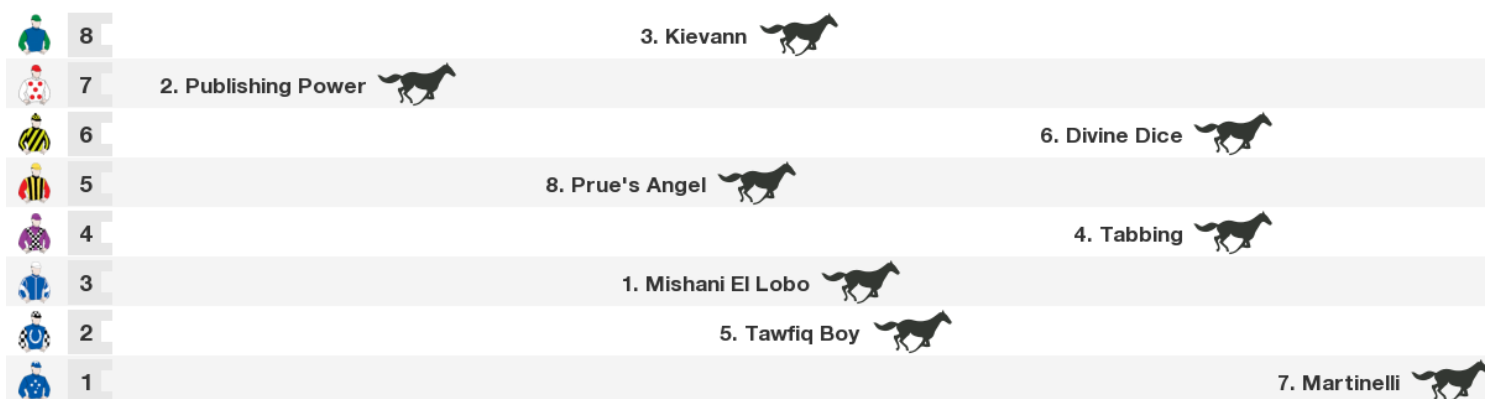 8 3. Kievann
7 2. Publishing Power
6 6. Divine Dice
5 8. Prue's Angel
4 4. Tabbing
3 1. Mishani El Lobo
2 5. Tawfiq Boy
1 7. Martinelli